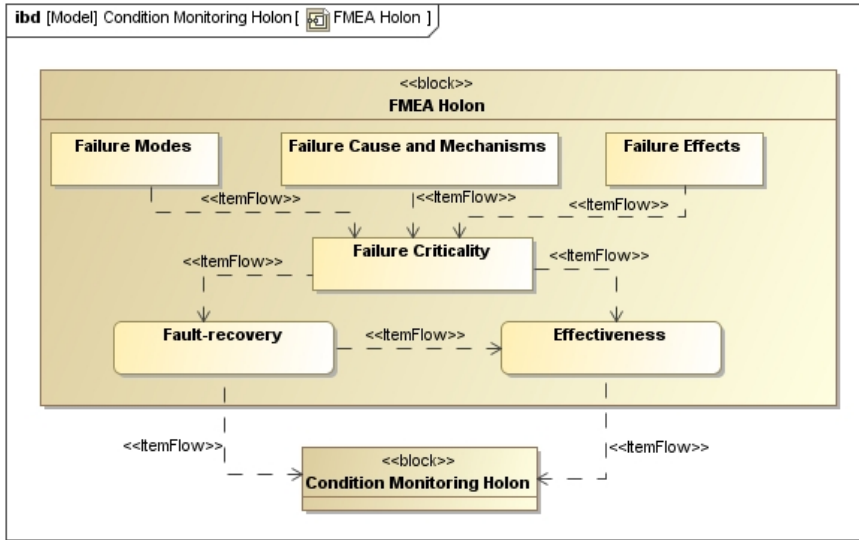 ibd [Model] Condition Monitoring Holon [ FMEA Holon ]
<<block>>
FMEA Holon
Failure Modes
Failure Cause and Mechanisms
Failure Effects
<<ItemFlow>>
<<ItemFlow>>
<<ItemFlow>>
Failure Criticality
<<ItemFlow>>
<<ItemFlow>>
Fault-recovery
<<ItemFlow>>
Effectiveness
<<ItemFlow>>
<<ItemFlow>>
<<block>>
Condition Monitoring Holon